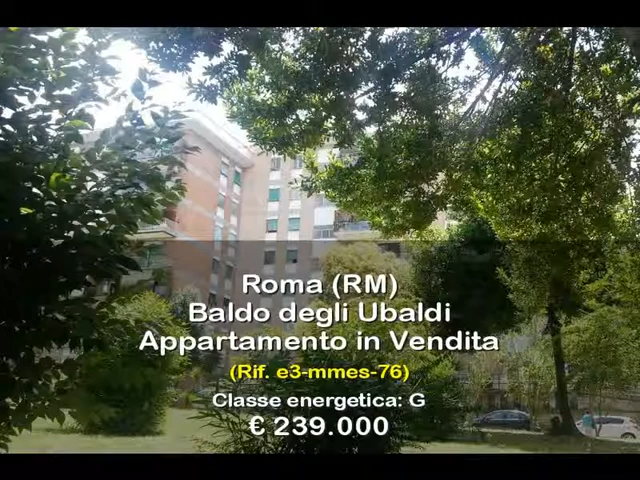 Roma (RM)
Baldo degli Ubaldi
Appartamento in Vendita
(Rif. e3-mmes-76)
Classe energetica: G
€ 239.000